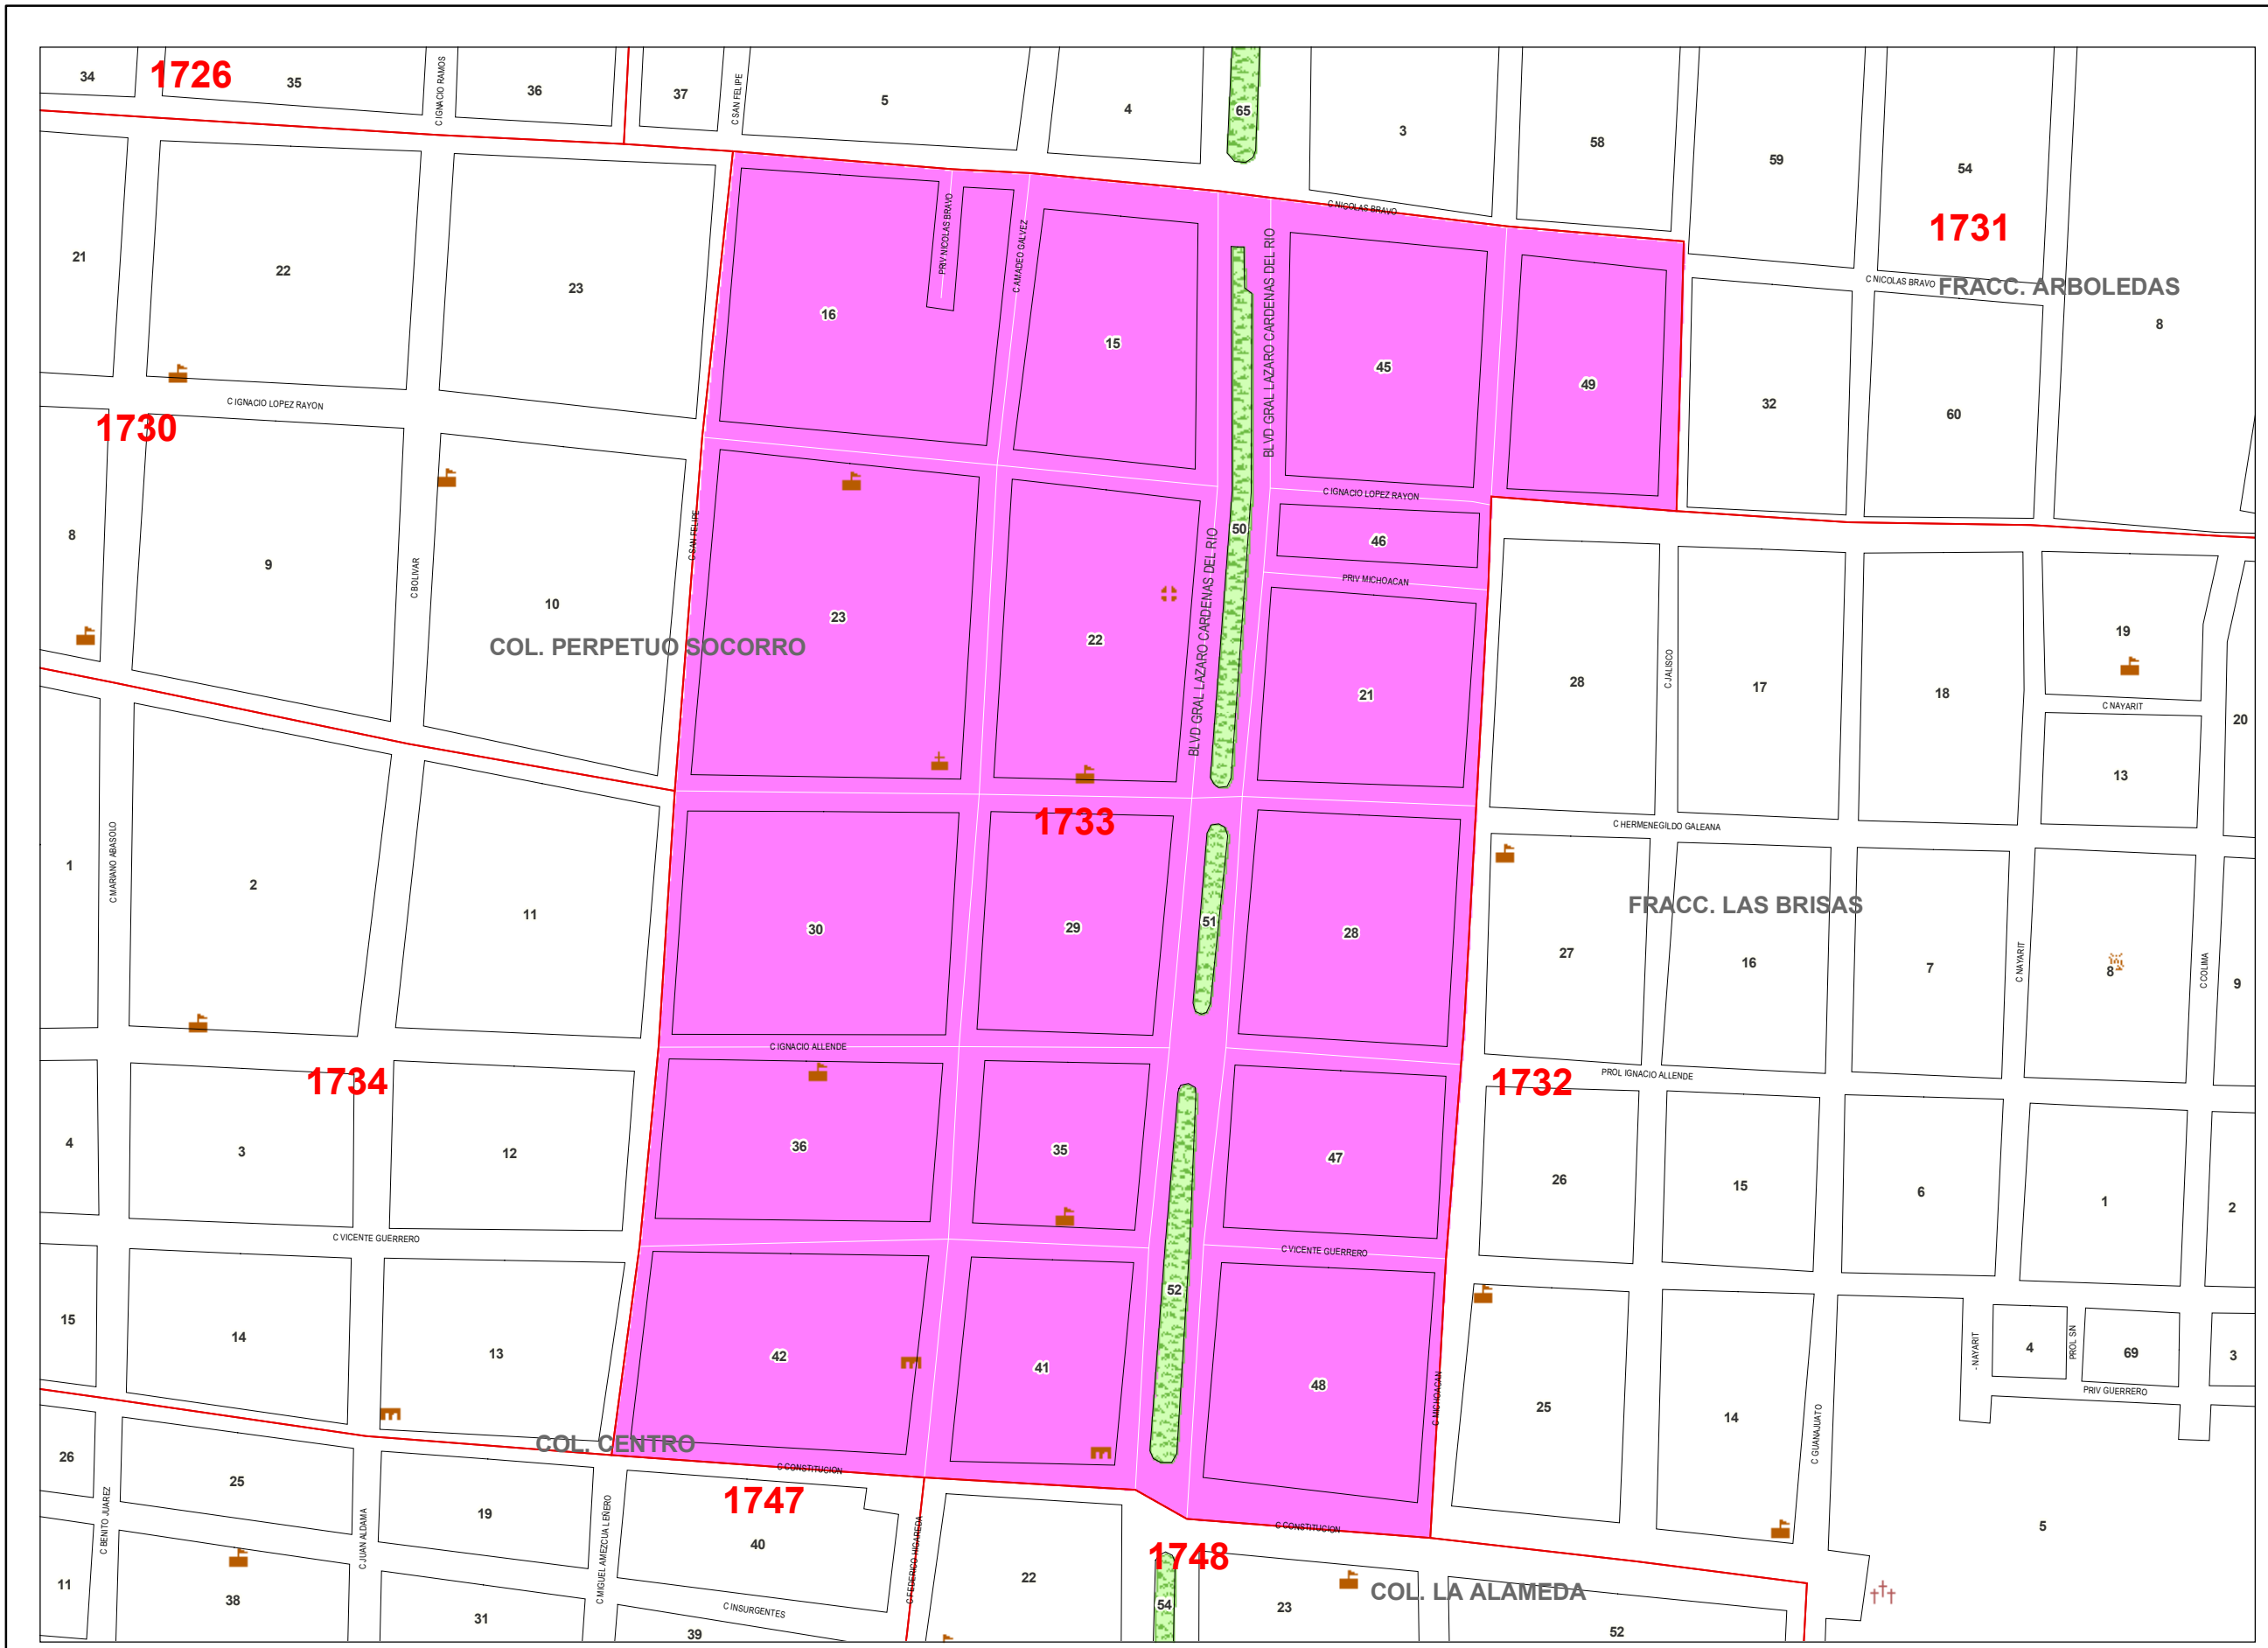 34
1726
35
C IGNACIO RAMOS
36
37
C SAN FELIPE
5
4
65
3
58
59
54
1731
FRACC. ARBOLEDAS
8
C NICOLAS BRAVO
C NICOLAS BRAVO
21
22
23
16
PRIV NICOLAS BRAVO
C AMADEO GALVEZ
15
BLVD GRAL LAZARO CARDENAS DEL RIO
45
49
32
60
C IGNACIO LOPEZ RAYON
1730
8
9
C BOLIVAR
10
C SAN FELIPE
COL. PERPETUO SOCORRO
23
22
BLVD GRAL LAZARO CARDENAS DEL RIO
50
C IGNACIO LOPEZ RAYON
46
PRIV MICHOACAN
21
28
C JALISCO
17
18
19
C NAYARIT
13
20
1733
C HERMENEGILDO GALEANA
1
C MARIANO ABASOLO
2
11
30
29
51
28
FRACC. LAS BRISAS
27
16
7
C NAYARIT
8
C COLIMA
9
C IGNACIO ALLENDE
1734
1732
PROL IGNACIO ALLENDE
4
3
12
36
35
47
26
15
6
1
2
C VICENTE GUERRERO
C VICENTE GUERRERO
15
14
13
42
41
52
48
C MICHOACAN
25
14
C GUANAJUATO
- NAYARIT
4
PROL SN
69
3
PRIV GUERRERO
COL. CENTRO
C CONSTITUCION
1747
26
25
C BENITO JUAREZ
C JUAN ALDAMA
19
C MIGUEL AMEZCUA LEÑERO
40
C FEDERICO HIGAREDA
C CONSTITUCION
1748
COL. LA ALAMEDA
5
11
38
31
C INSURGENTES
39
22
54
23
52